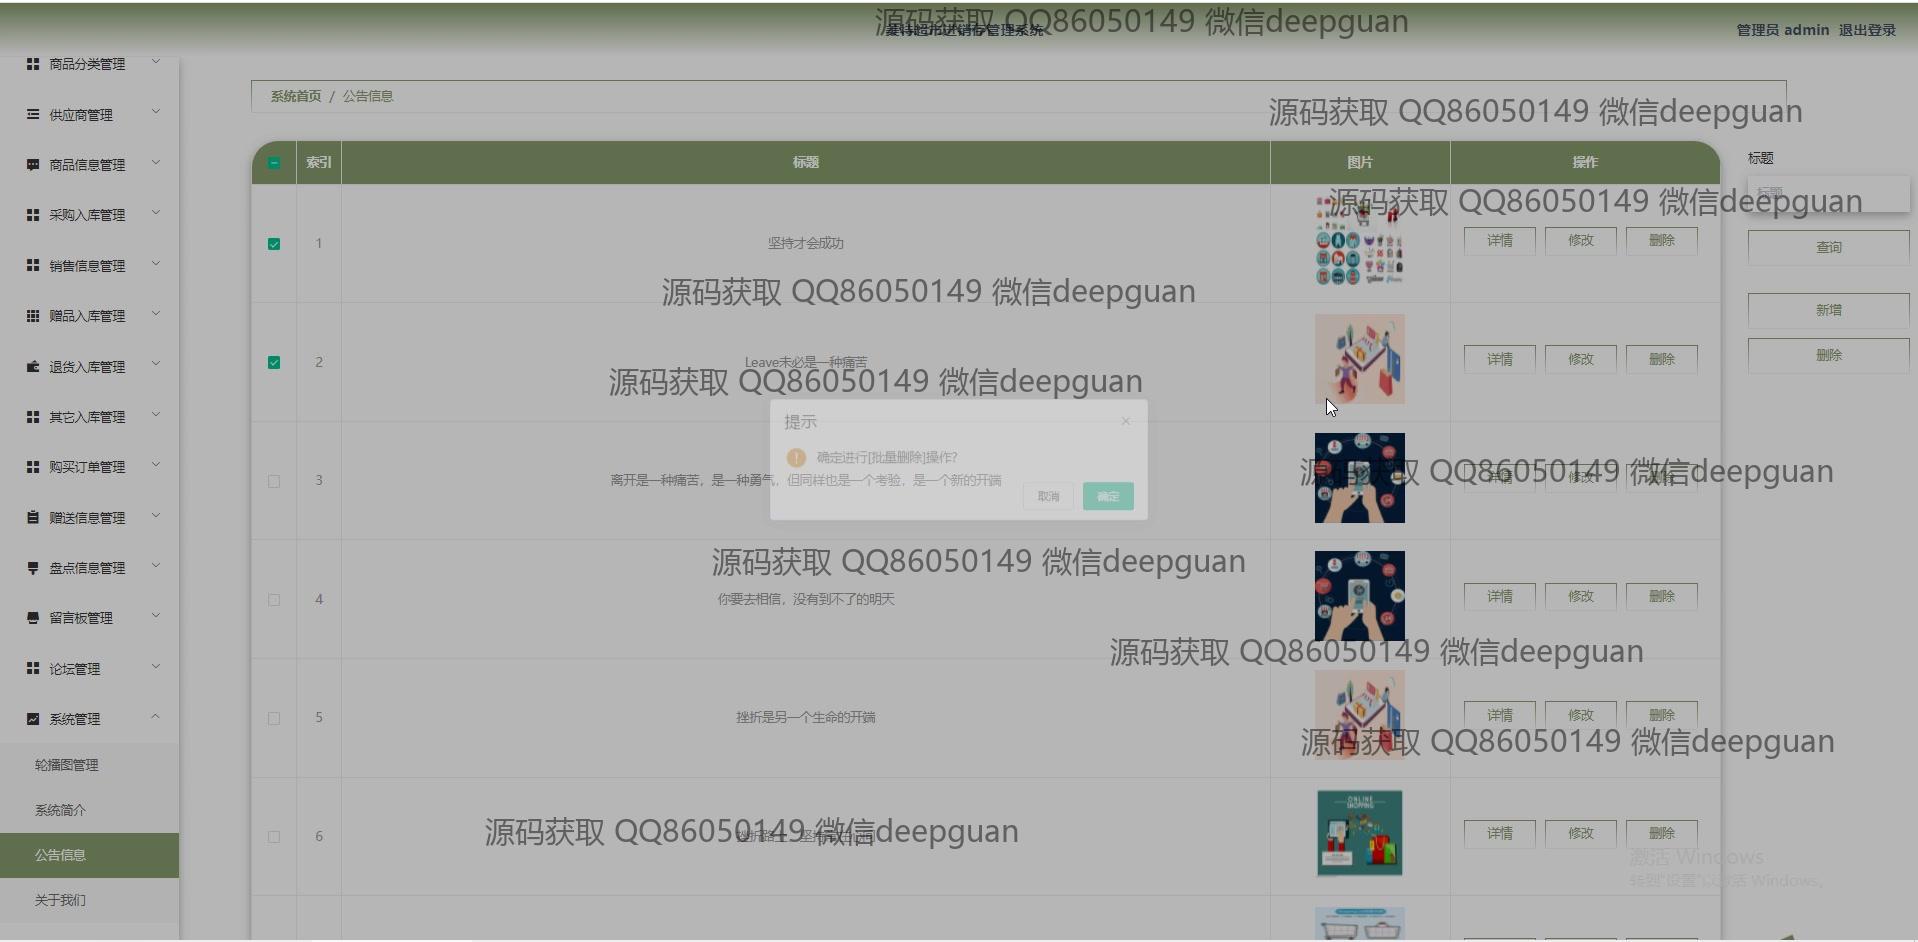 源码获取 QQ86050149 微信deepguan
莱特超市进销存管理系统
管理员 admin 退出登录
商品分类管理
供应商管理
商品信息管理
采购入库管理
销售信息管理
赠品入库管理
退货入库管理
其它入库管理
购买订单管理
赠送信息管理
盘点信息管理
留言板管理
论坛管理
系统管理
轮播图管理
系统简介
公告信息
关于我们
系统首页 / 公告信息
源码获取 QQ86050149 微信deepguan
索引 标题 图片 操作
标题
标题
查询
新增
删除
源码获取 QQ86050149 微信deepguan
1 坚持才会成功 详情 修改 删除
源码获取 QQ86050149 微信deepguan
2 Leave未必是一种痛苦 详情 修改 删除
源码获取 QQ86050149 微信deepguan
提示
确定进行[批量删除]操作?
取消 确定
3 离开是一种痛苦，是一种勇气，但同样也是一个考验，是一个新的开端 详情 修改 删除
源码获取 QQ86050149 微信deepguan
源码获取 QQ86050149 微信deepguan
4 你要去相信，没有到不了的明天 详情 修改 删除
源码获取 QQ86050149 微信deepguan
5 挫折是另一个生命的开端 详情 修改 删除
源码获取 QQ86050149 微信deepguan
6 详情 修改 删除
ONLINE
SHOPPING
源码获取 QQ86050149 微信deepguan
激活 Windows
转到"设置"以激活 Windows。